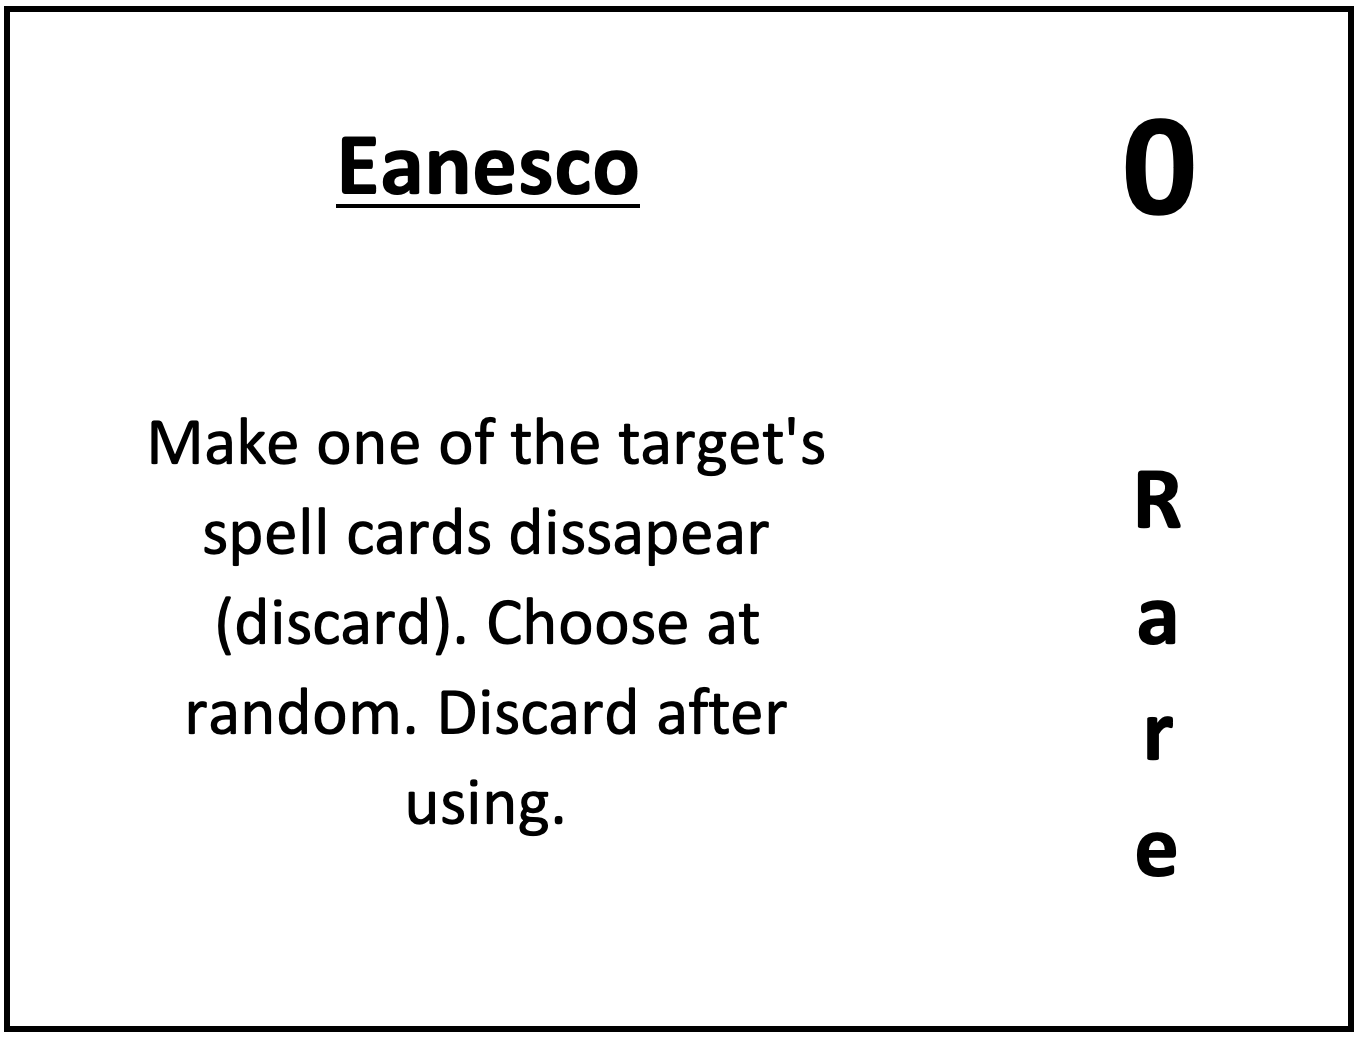 Eanesco
0
Make one of the target's
spell cards dissapear
(discard). Choose at
random. Discard after
using.
R
a
r
e